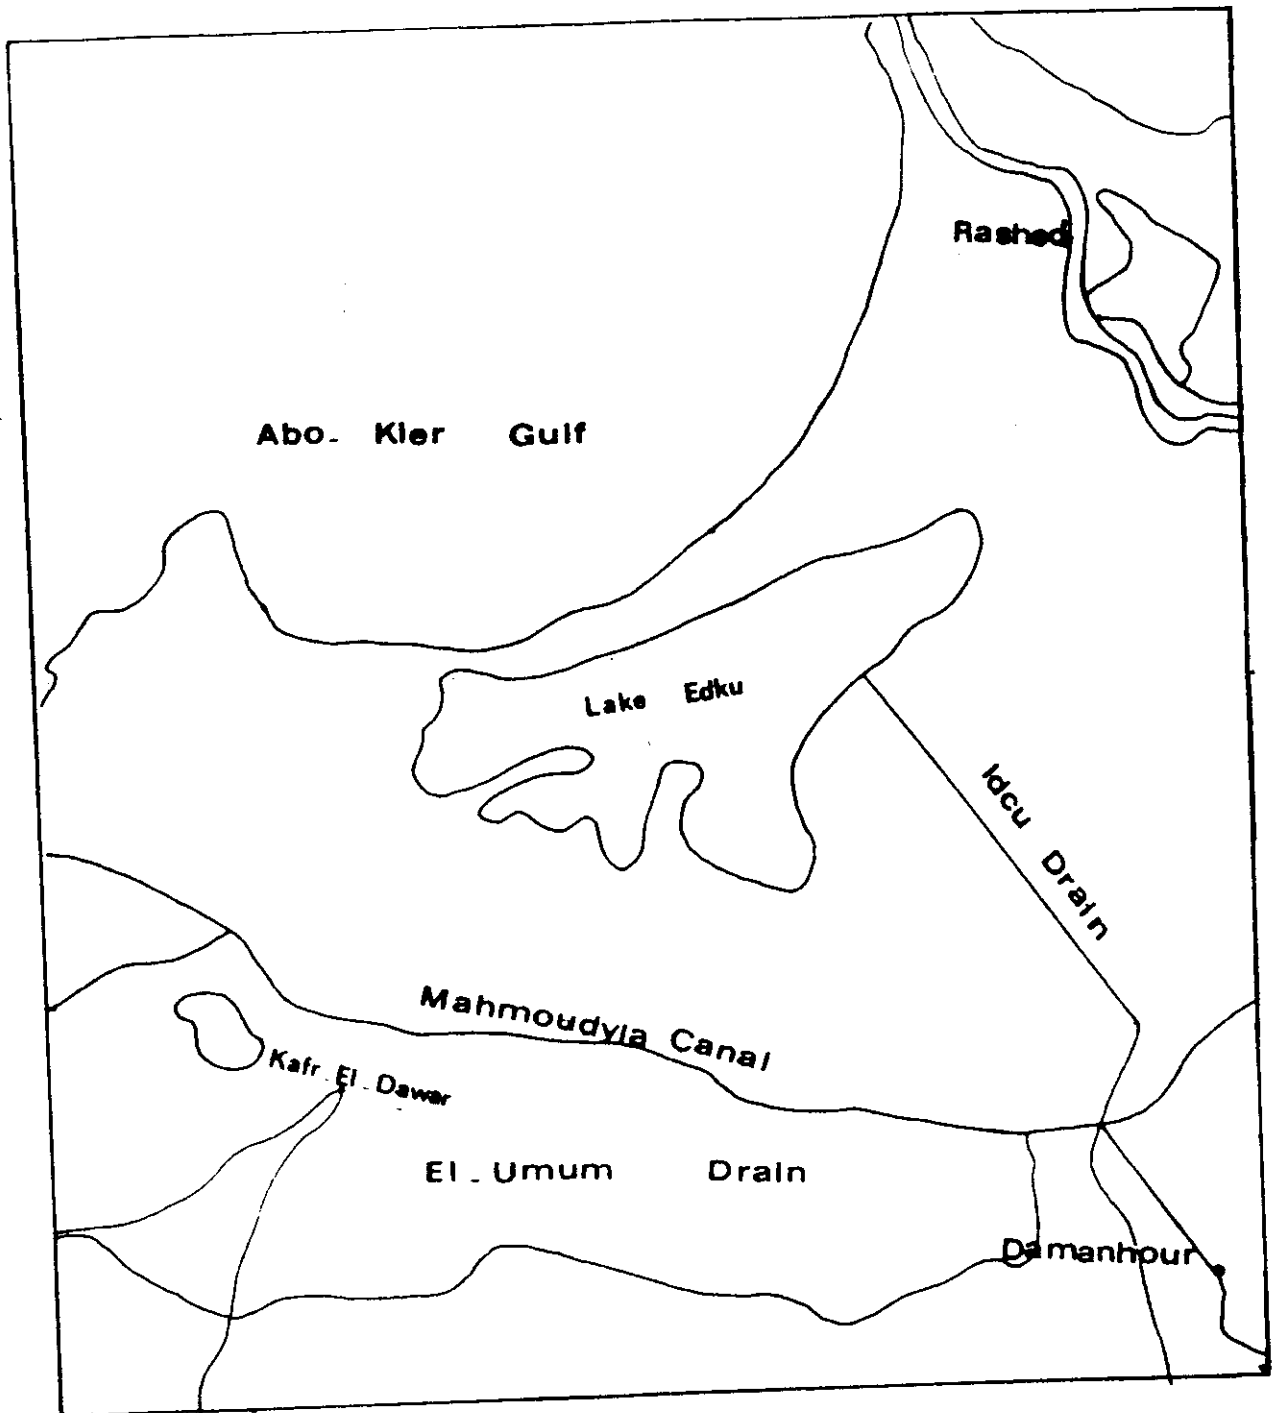 Rashed
Abo- Kier Gulf
Lake Edku
Idcu Drain
Mahmoudyia Canal
Kafr-El-Dawar
El-Umum Drain
Damanhour